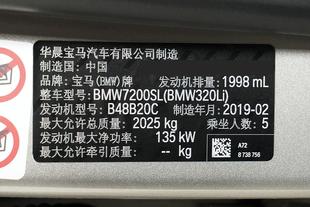 华晨宝马汽车有限公司制造
制造国：中国
品牌：宝马(BMW)牌 发动机排量：1998 mL
整车型号：BMW7200SL(BMW320Li)
发动机型号：B48B20C 制造年月：2019-02
最大允许总质量：2025 kg 乘坐人数：5
发动机最大净功率：135 kW
最大允许牵引质量：-- kg
A72
8 738 756